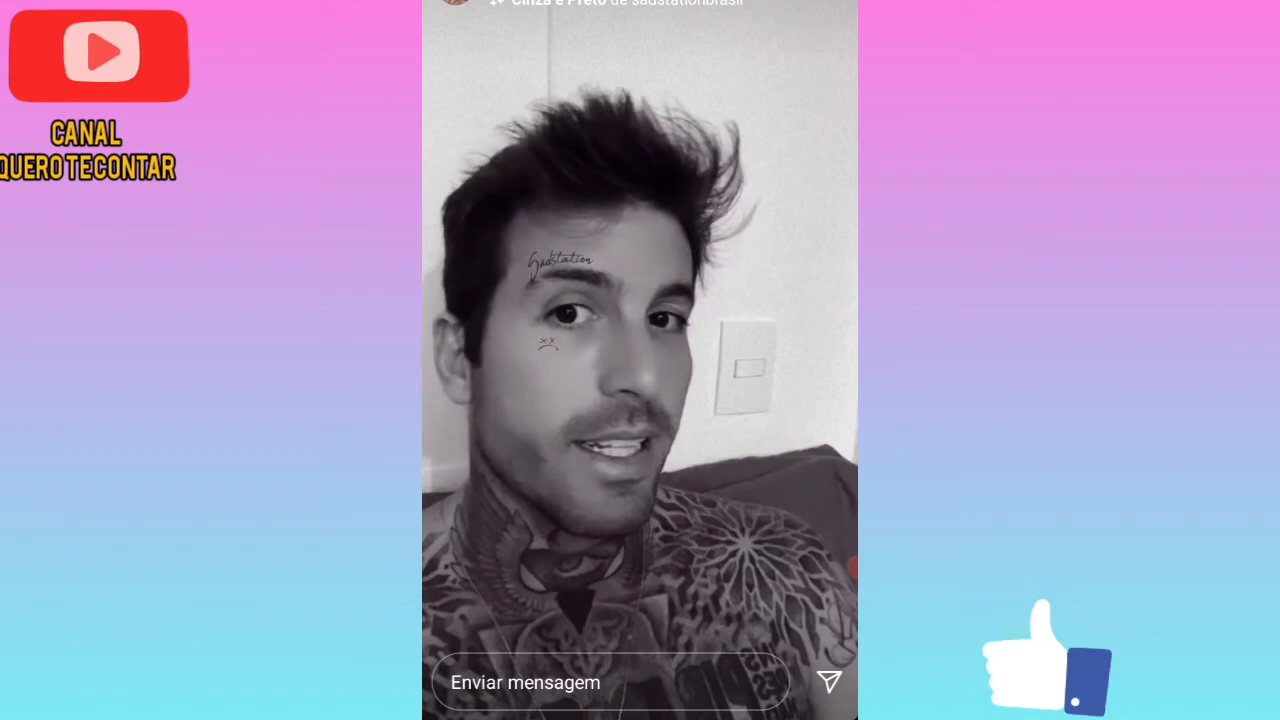 Cinza e Preto de sadstationbrasil
CANAL
QUERO TE CONTAR
Sadstation
Enviar mensagem